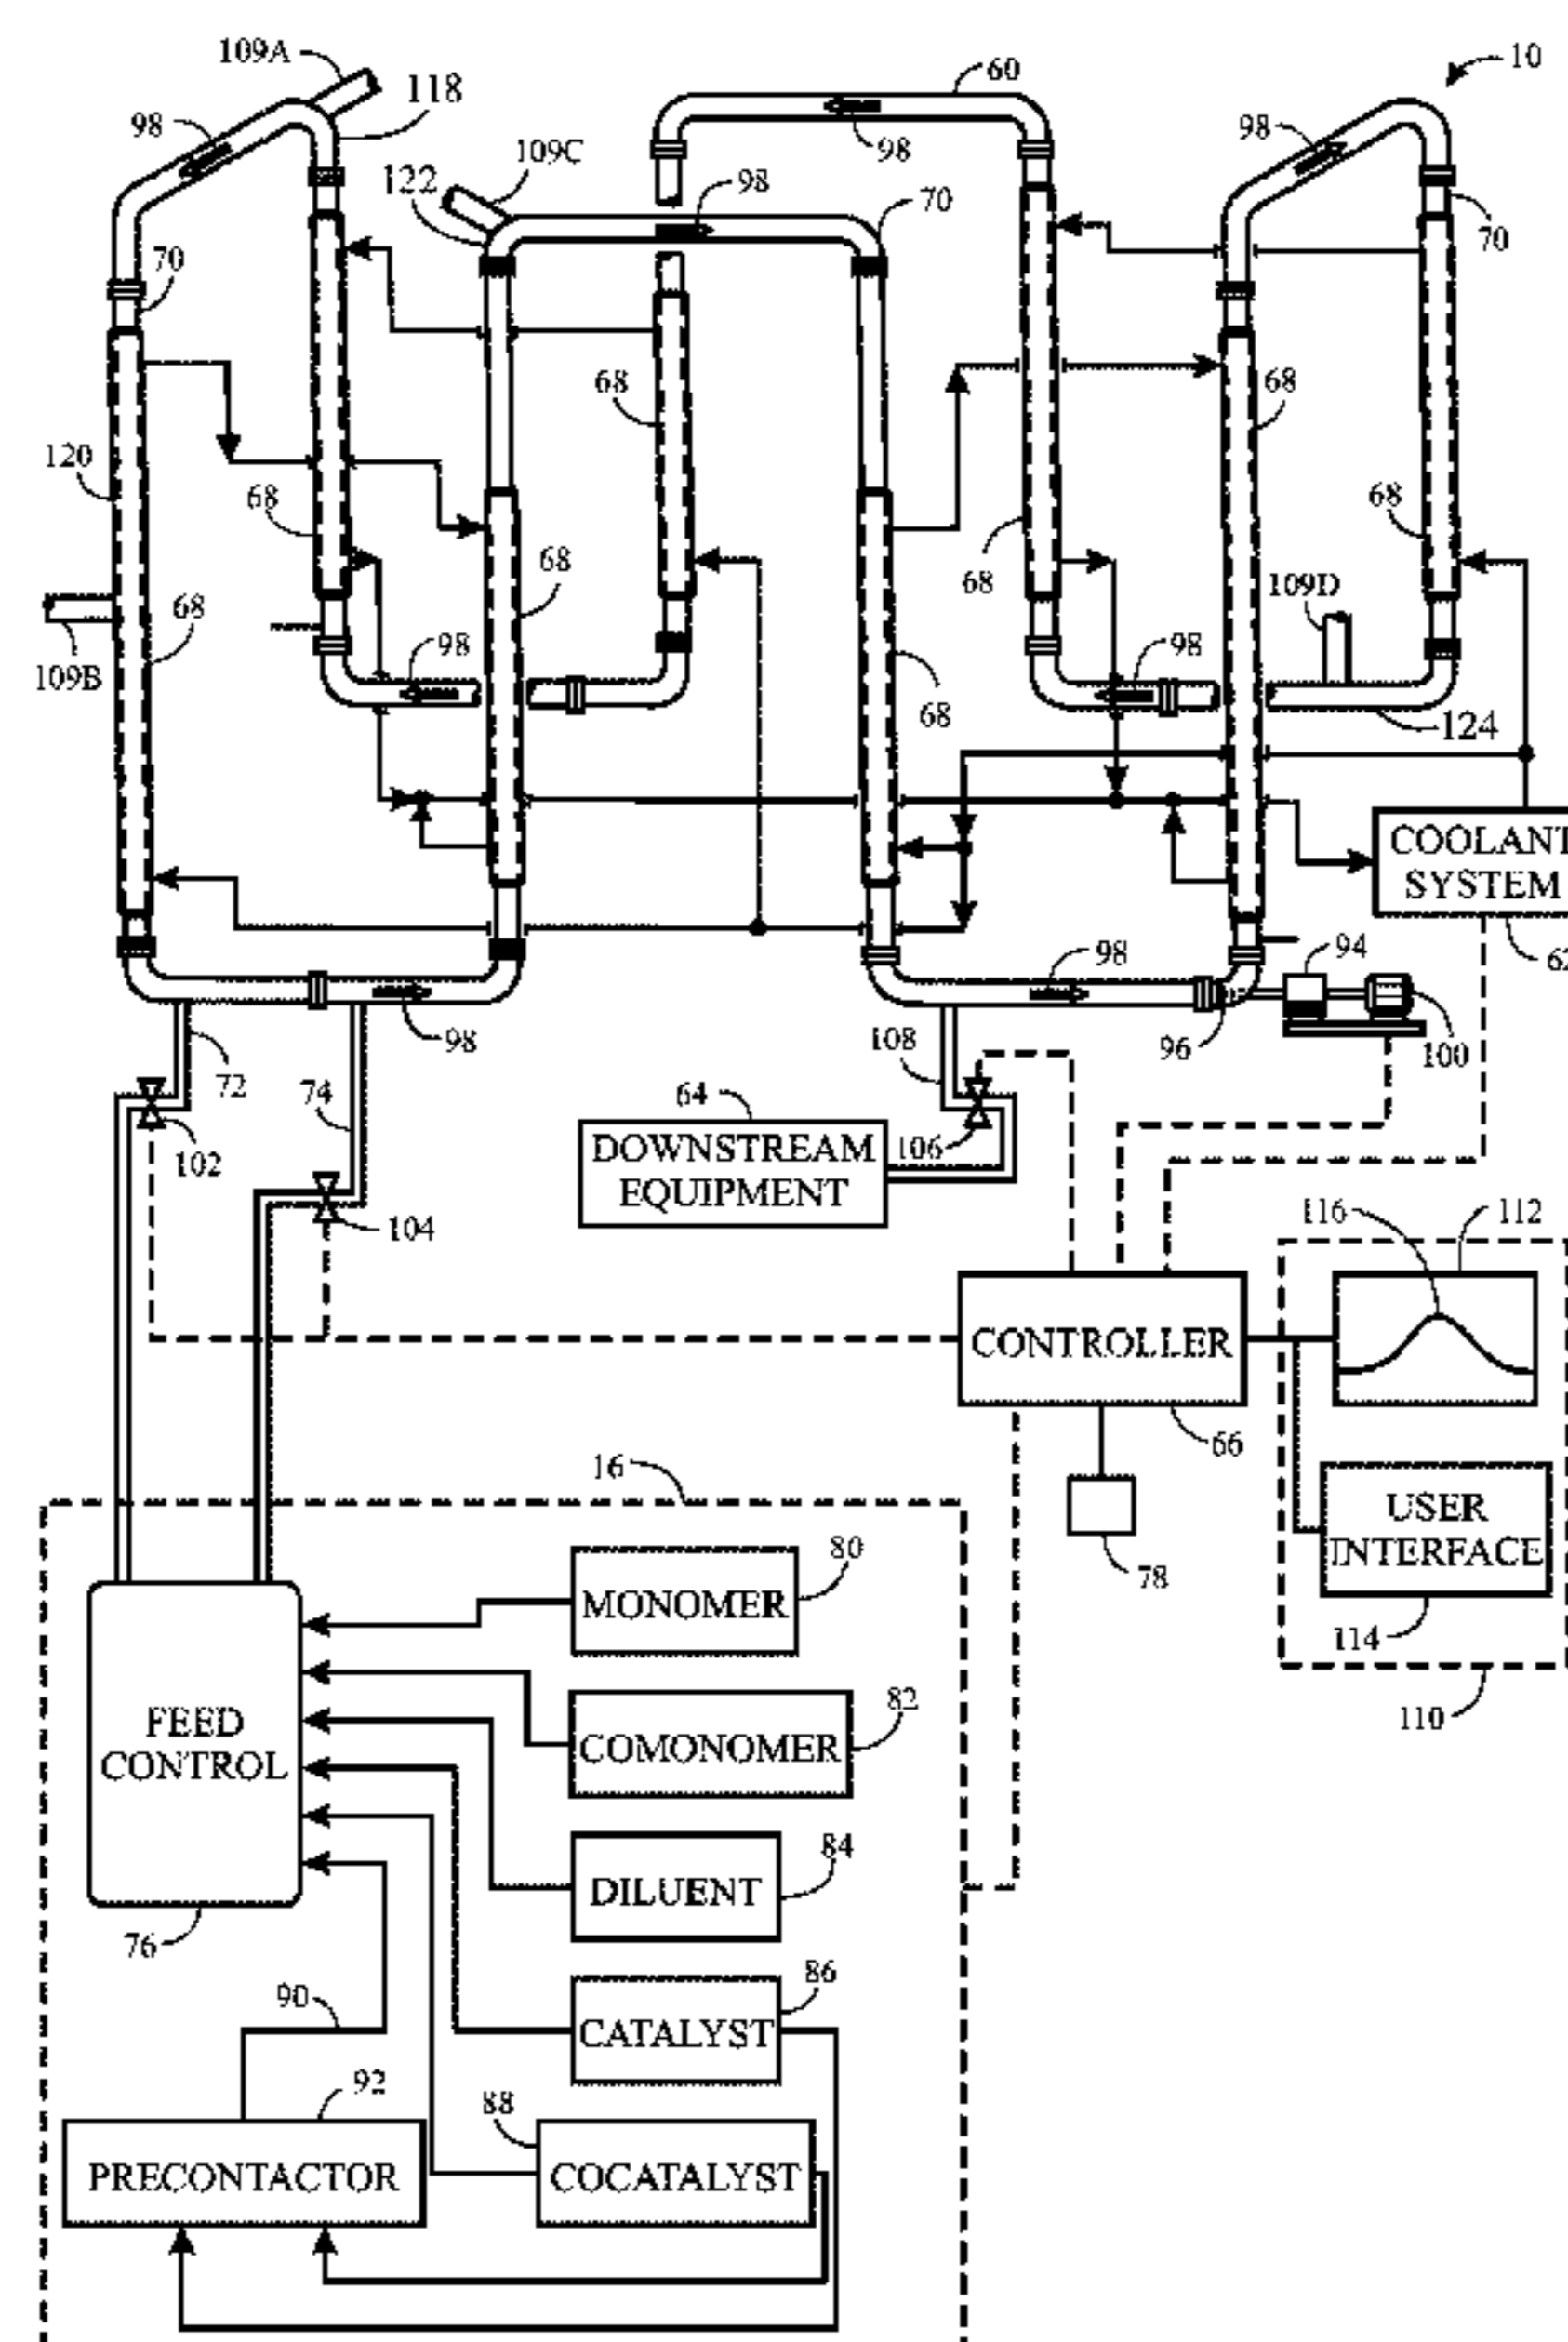 109A
118
60
10
98
98
98
109C
122
98
70
70
70
68
68
120
68
68
68
68
68
109D
109B
68
98
98
68
124
COOLANT
SYSTEM
98
94
62
98
72
108
96
100
74
64
102
DOWNSTREAM
EQUIPMENT
106
104
116
112
CONTROLLER
66
16
USER
INTERFACE
78
80
MONOMER
114
110
82
FEED
CONTROL
COMONOMER
84
DILUENT
76
86
90
CATALYST
92
88
PRECONTACTOR
COCATALYST